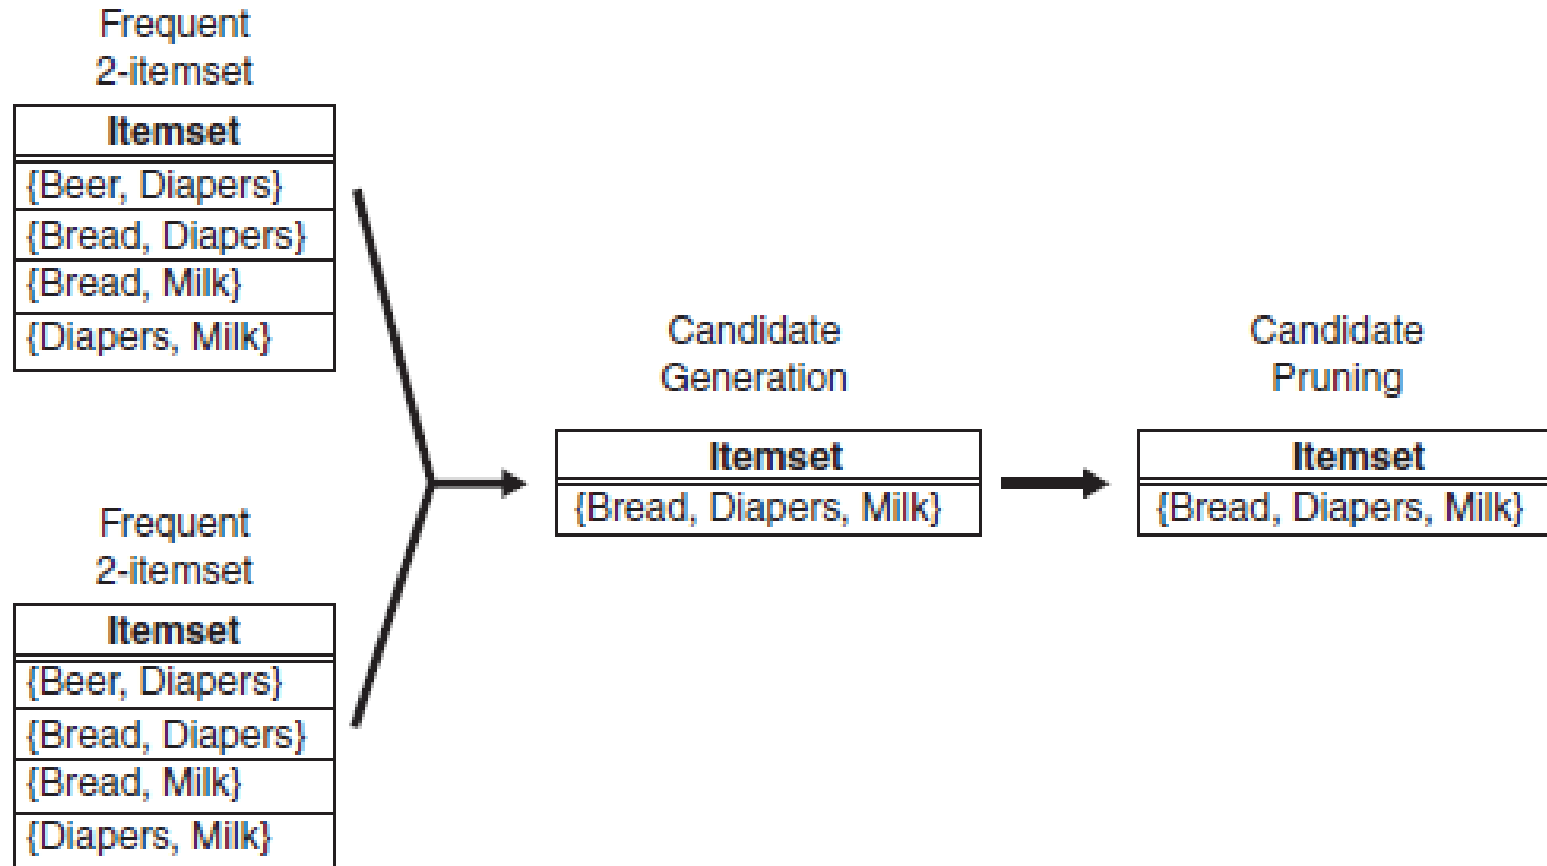 Frequent
2-itemset
Itemset
{Beer, Diapers}
{Bread, Diapers}
{Bread, Milk}
{Diapers, Milk}
Frequent
2-itemset
Itemset
{Beer, Diapers}
{Bread, Diapers}
{Bread, Milk}
{Diapers, Milk}
Candidate
Generation
Itemset
{Bread, Diapers, Milk}
Candidate
Pruning
Itemset
{Bread, Diapers, Milk}